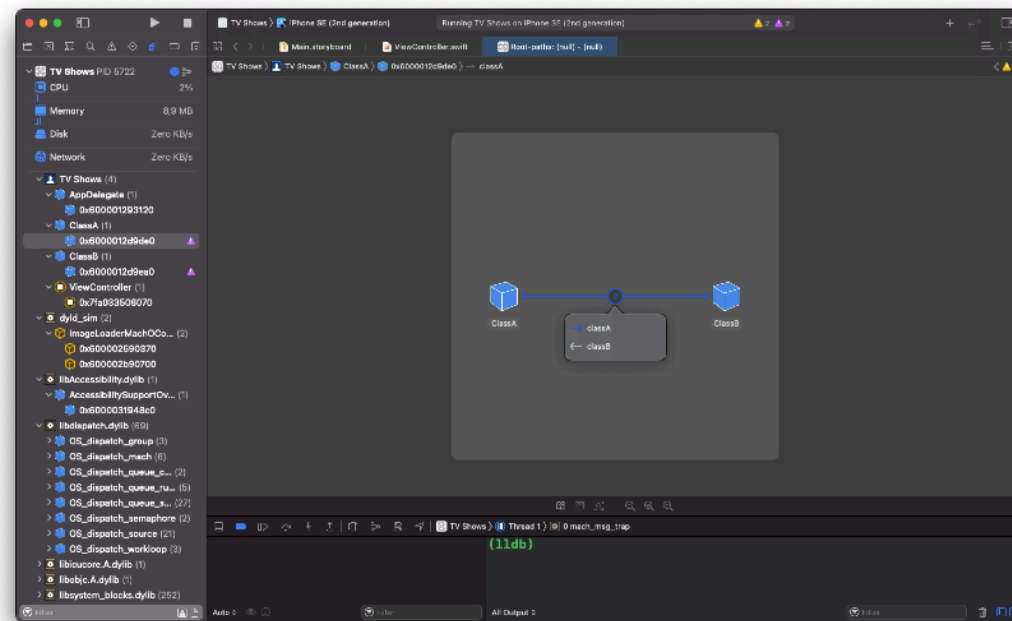 TV Shows 〉 iPhone SE (2nd generation)
Running TV Shows on iPhone SE (2nd generation)
2 2
Main.storyboard
ViewController.swift
Root-paths: (null) - (null)
TV Shows 〉 TV Shows 〉 ClassA 〉 0x6000012d9de0 〉 classA
TV Shows PID 5722
CPU 2%
Memory 8,9 MB
Disk Zero KB/s
Network Zero KB/s
TV Shows (4)
AppDelegate (1)
0x600001293120
ClassA (1)
0x6000012d9de0
ClassB (1)
0x6000012d9ea0
ViewController (1)
0x7fa033506070
dyld_sim (2)
ImageLoaderMachOCo... (2)
0x600002590370
0x600002b90700
libAccessibility.dylib (1)
AccessibilitySupportOv... (1)
0x6000031948c0
libdispatch.dylib (69)
OS_dispatch_group (3)
OS_dispatch_mach (6)
OS_dispatch_queue_c... (2)
OS_dispatch_queue_ru... (5)
OS_dispatch_queue_s... (27)
OS_dispatch_semaphore (2)
OS_dispatch_source (21)
OS_dispatch_workloop (3)
libicucore.A.dylib (1)
libobjc.A.dylib (1)
libsystem_blocks.dylib (252)
Filter
ClassA
ClassB
classA
classB
TV Shows 〉 Thread 1 〉 0 mach_msg_trap
(lldb)
Auto
Filter
All Output
Filter